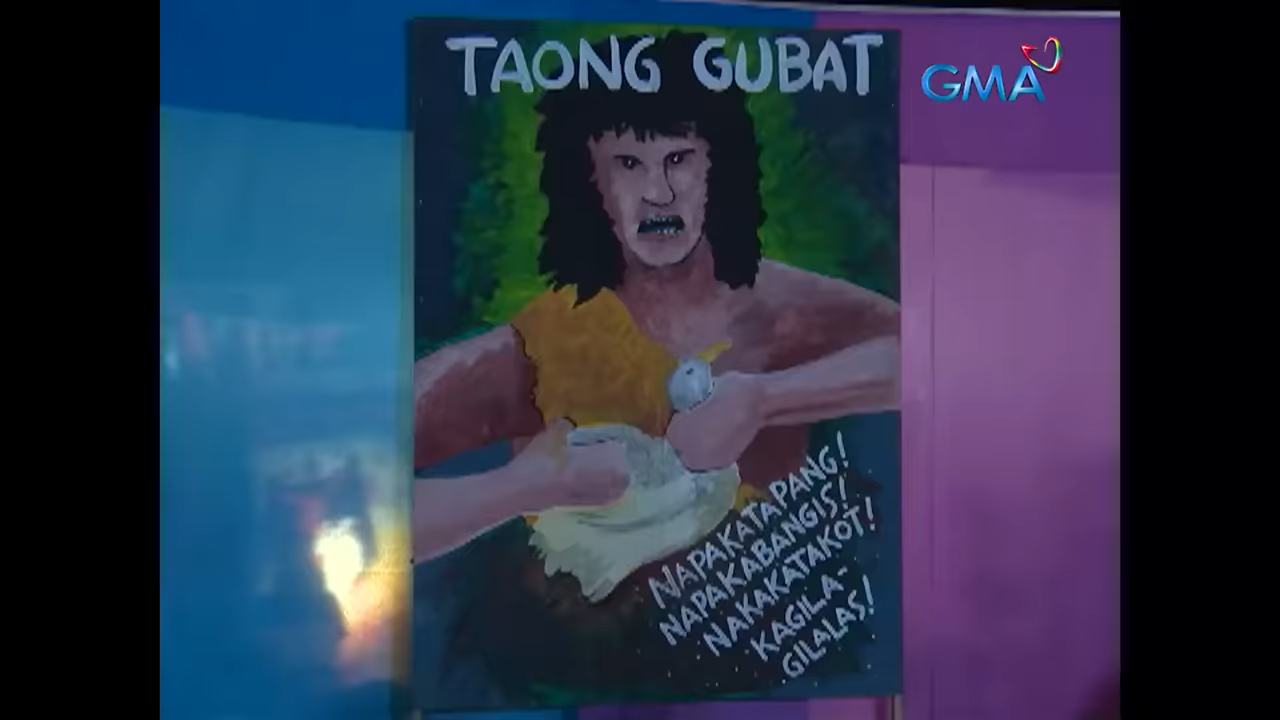 TAONG GUBAT
GMA
NAPAKATAPANG!
NAPAKABANGIS!
NAKAKATAKOT!
KAGILA-
GILALAS!